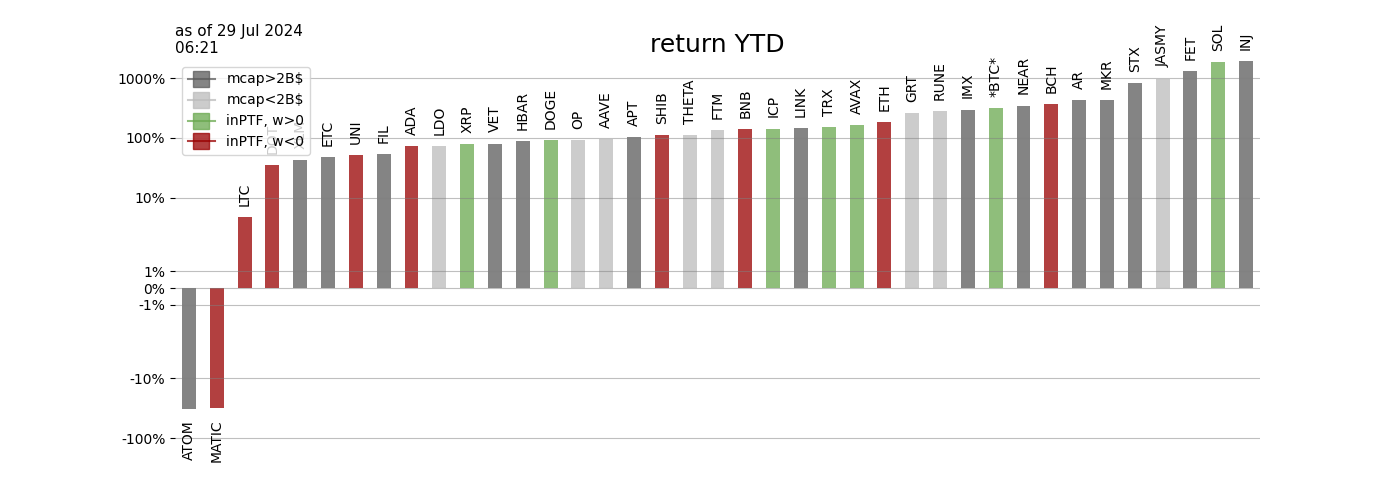 as of 29 Jul 2024
06:21
return YTD
mcap>2B$
mcap<2B$
inPTF, w>0
inPTF, w<0
1000%
100%
10%
1%
0%
-1%
-10%
-100%
ATOM
MATIC
LTC
DOT
ETC
UNI
FIL
ADA
LDO
XRP
VET
HBAR
DOGE
OP
AAVE
APT
SHIB
THETA
FTM
BNB
ICP
LINK
TRX
AVAX
ETH
GRT
RUNE
IMX
*BTC*
NEAR
BCH
AR
MKR
STX
JASMY
FET
SOL
INJ